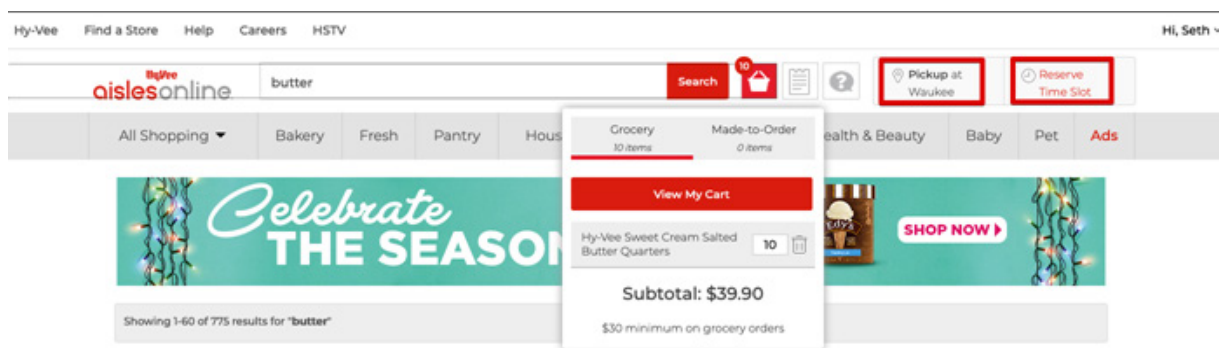 Hy-Vee Find a Store Help Careers HSTV Hi, Seth
HyVee
aislesonline
butter
Search
10
Pickup at
Waukee
Reserve
Time Slot
All Shopping Bakery Fresh Pantry Hous ealth & Beauty Baby Pet Ads
Grocery
10 items
Made-to-Order
0 items
View My Cart
Hy-Vee Sweet Cream Salted
Butter Quarters
10
Subtotal: $39.90
$30 minimum on grocery orders
Celebrate
THE SEASON
Edy's
SHOP NOW
Showing 1-60 of 775 results for "butter"